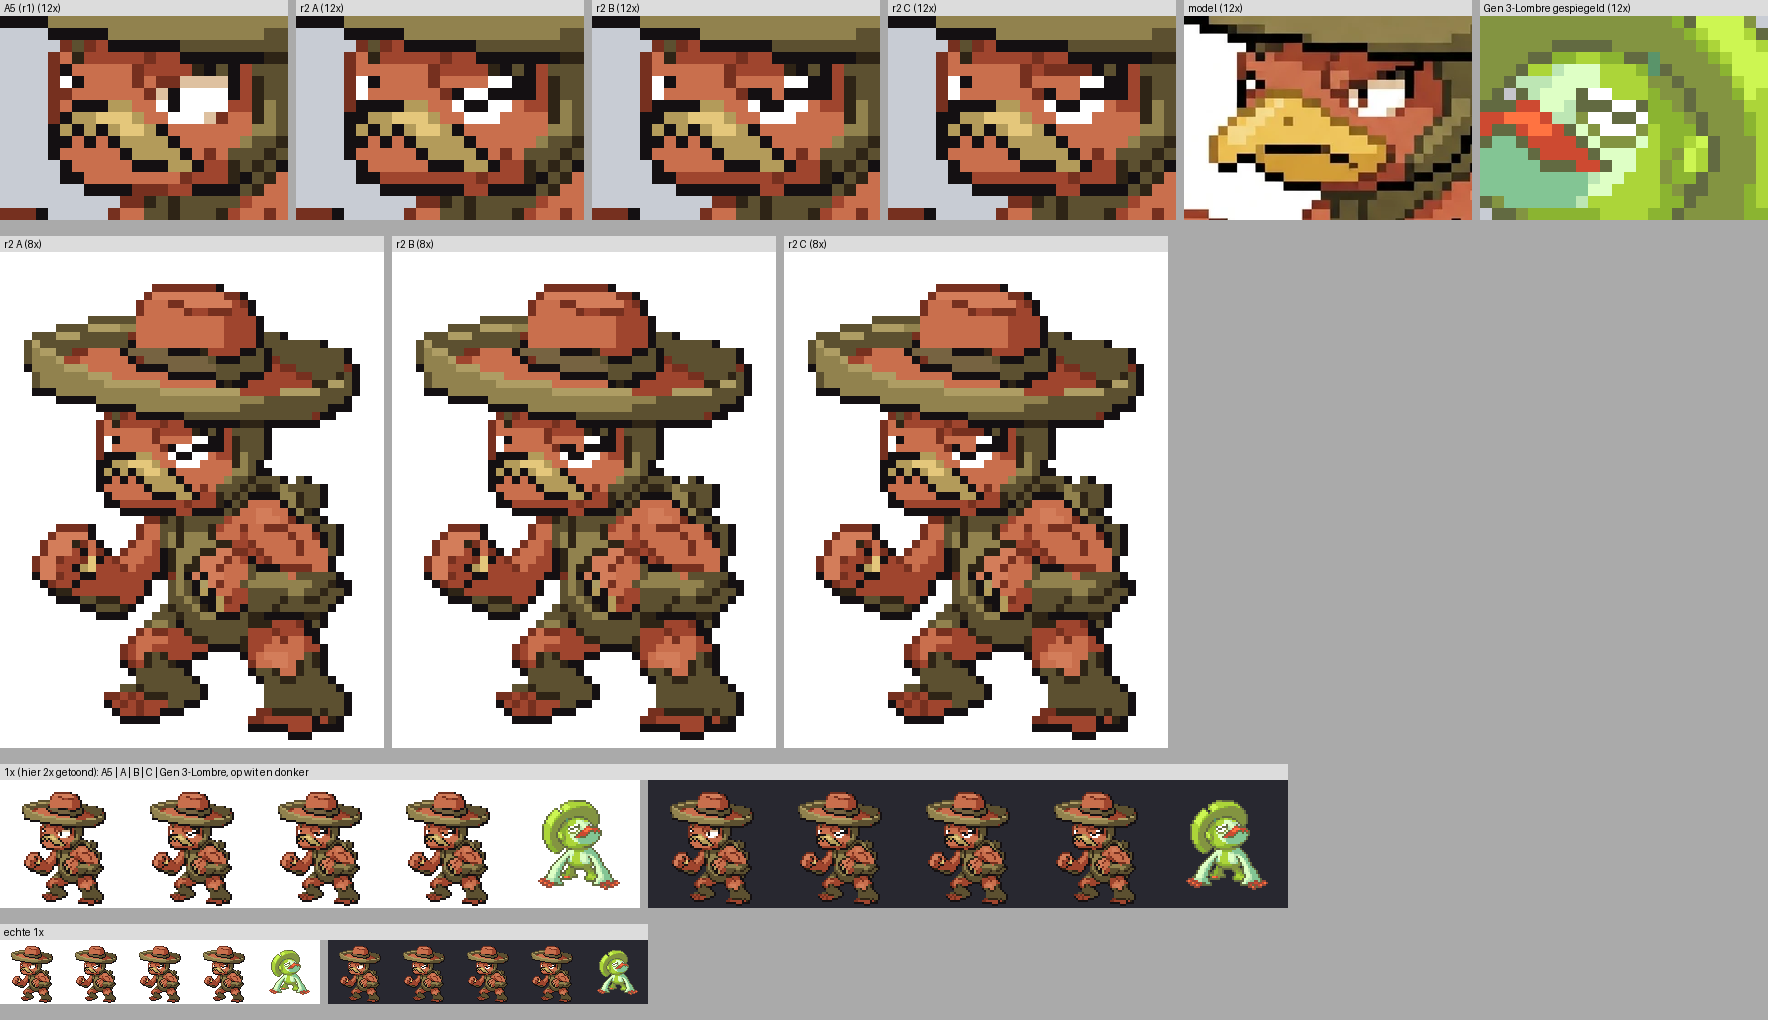 A5 (r1) (12x)
r2 A (12x)
r2 B (12x)
r2 C (12x)
model (12x)
Gen 3-Lombre gespiegeld (12x)
r2 A (8x)
r2 B (8x)
r2 C (8x)
1x (hier 2x getoond): A5 | A | B | C | Gen 3-Lombre, op wit en donker
echte 1x